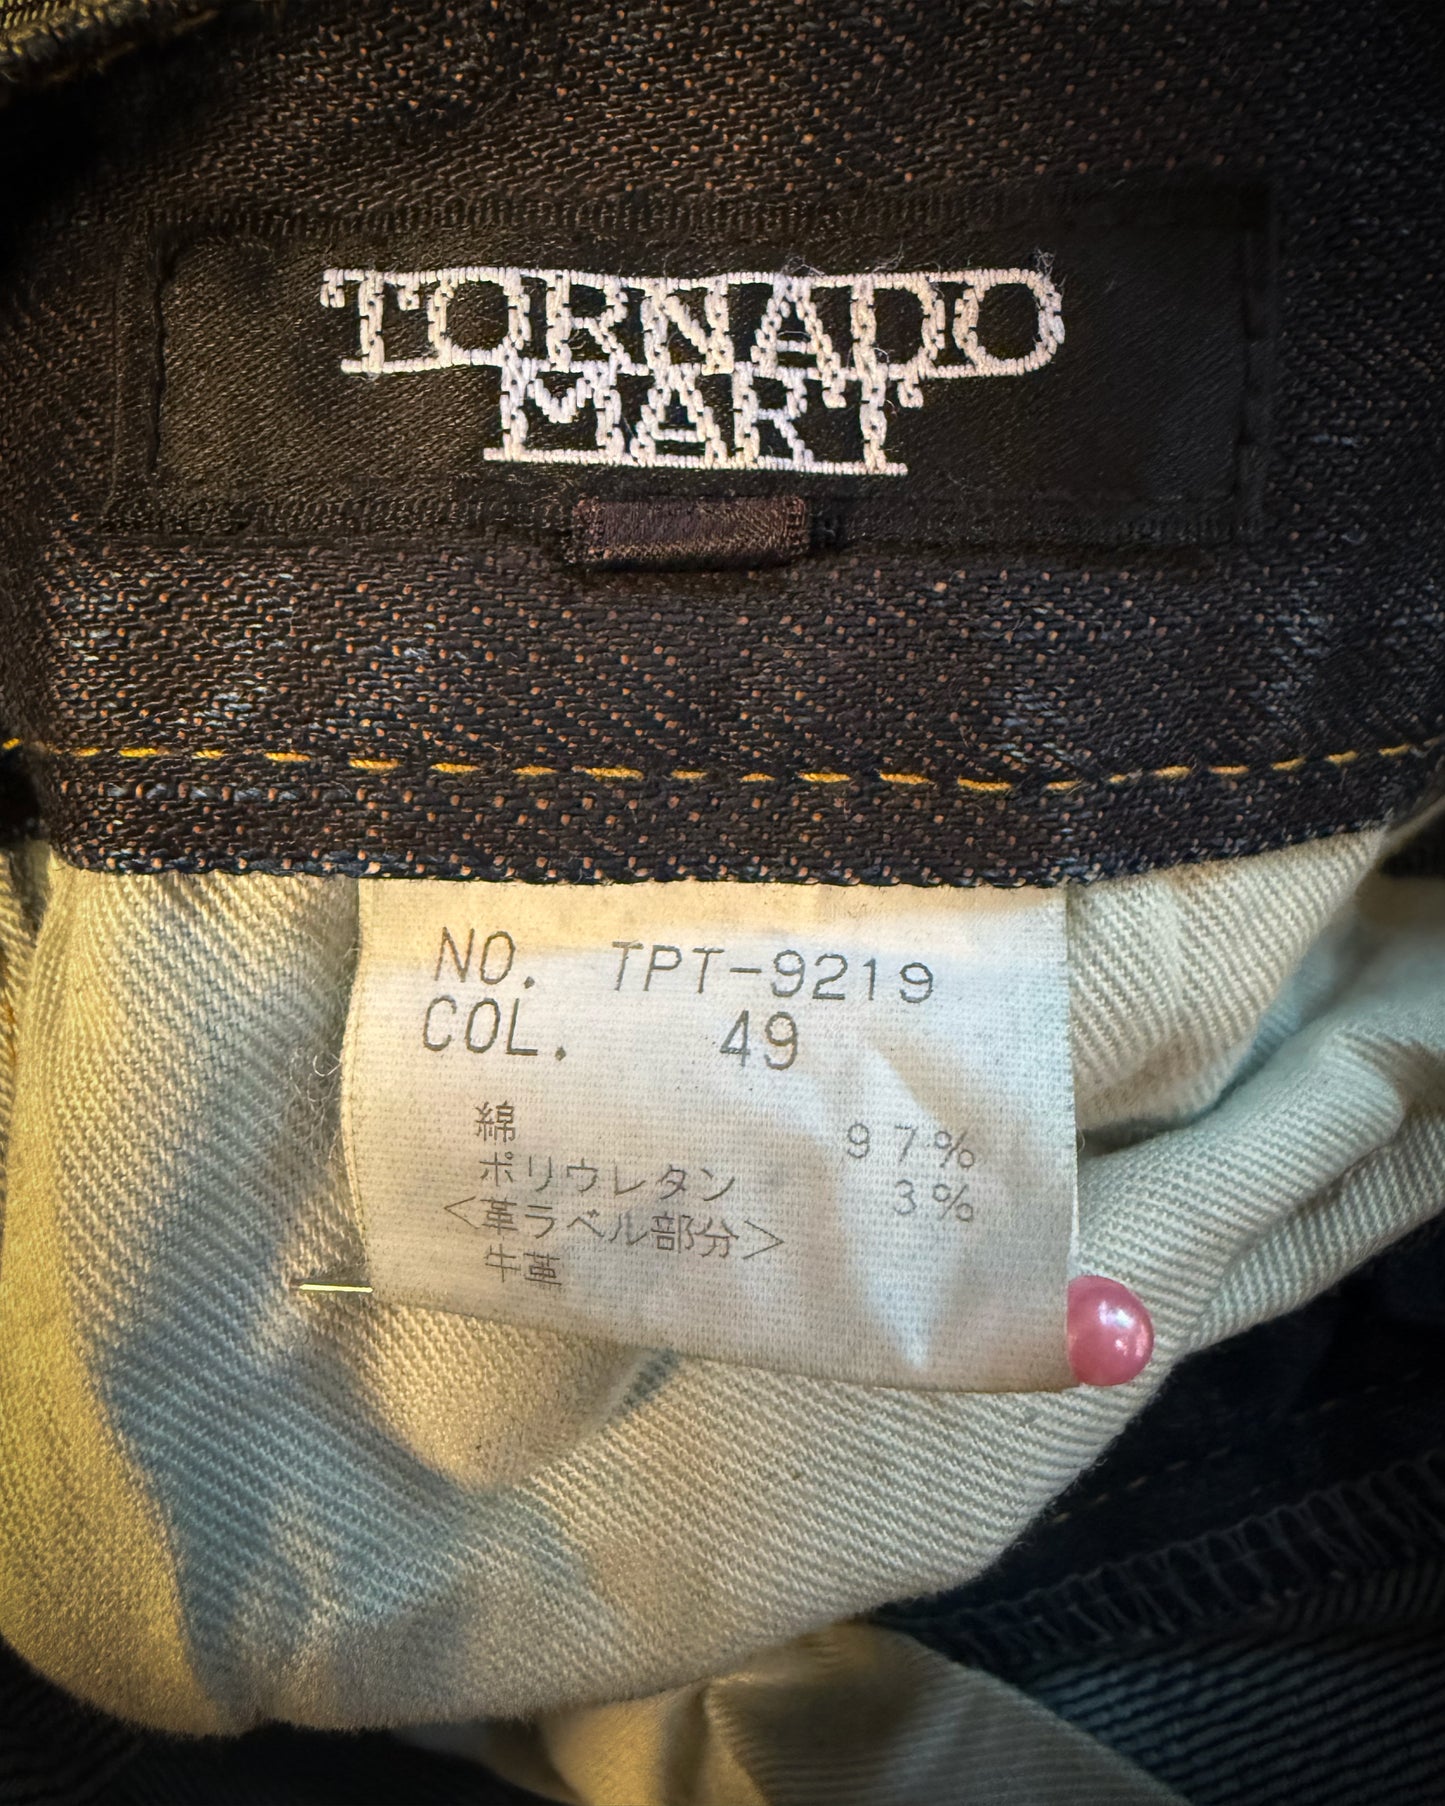 TORNADO
MART
NO. TPT-9219
COL. 49
綿 97%
ポリウレタン 3%
<革ラベル部分>
牛革